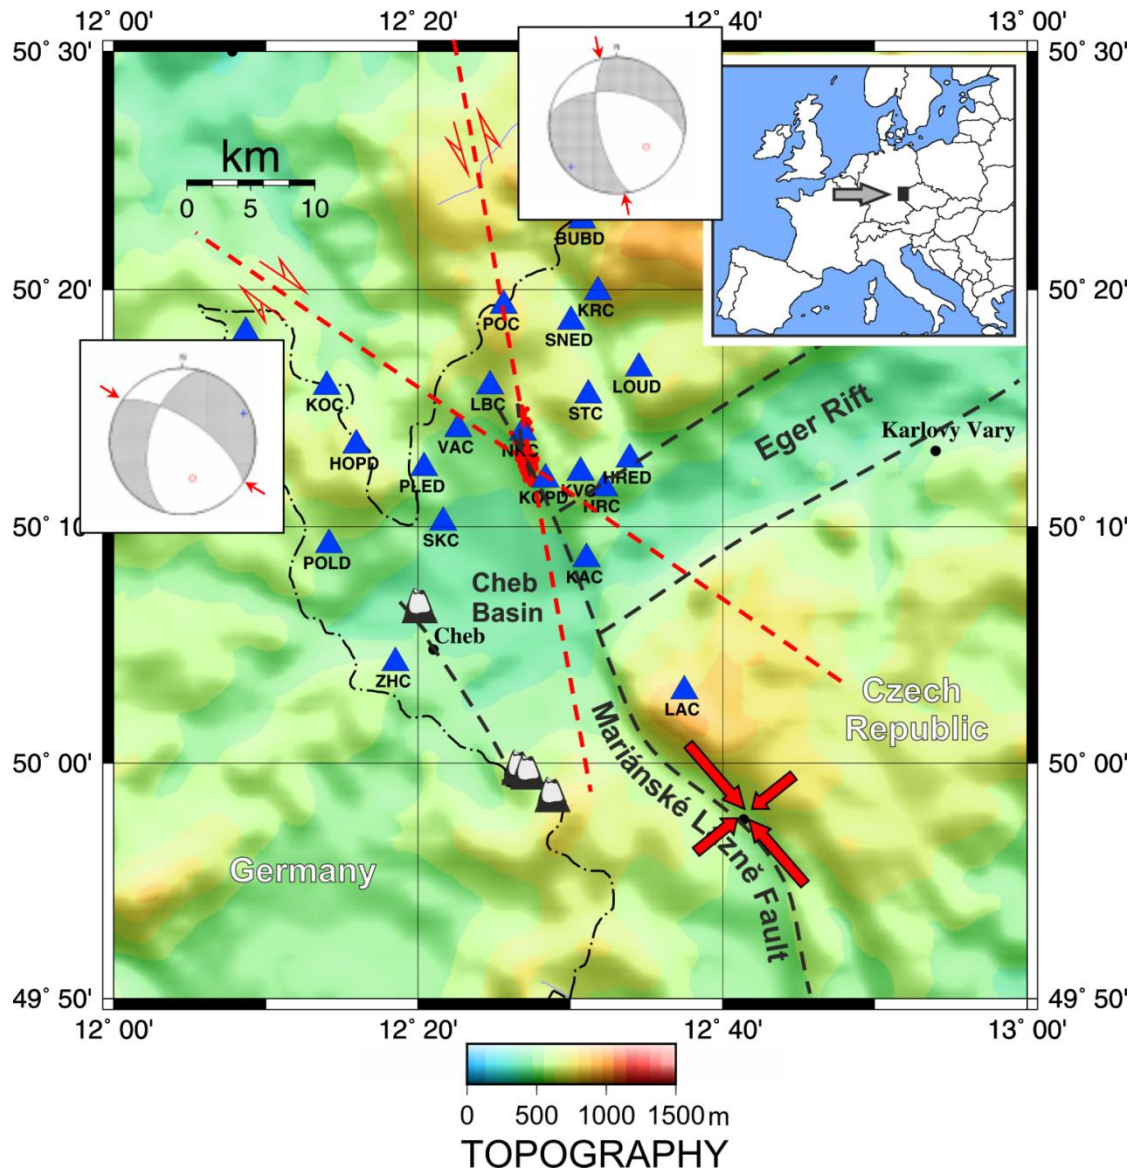 12° 00'
12° 20'
12° 40'
13° 00'
50° 30'
50° 30'
N
km
0 5 10
BUBD
50° 20'
50° 20'
KRC
POC
SNED
N
LOUD
KOC
LBC
STC
Eger Rift
Karlovy Vary
VAC
NKC
HOPD
PLED
KVC
HRED
KOPD
HRC
50° 10'
50° 10'
SKC
POLD
KAC
Cheb
Basin
Cheb
ZHC
LAC
Czech
Republic
Mariánské Lázně Fault
50° 00'
50° 00'
Germany
49° 50'
49° 50'
12° 00'
12° 20'
12° 40'
13° 00'
0 500 1000 1500 m
TOPOGRAPHY